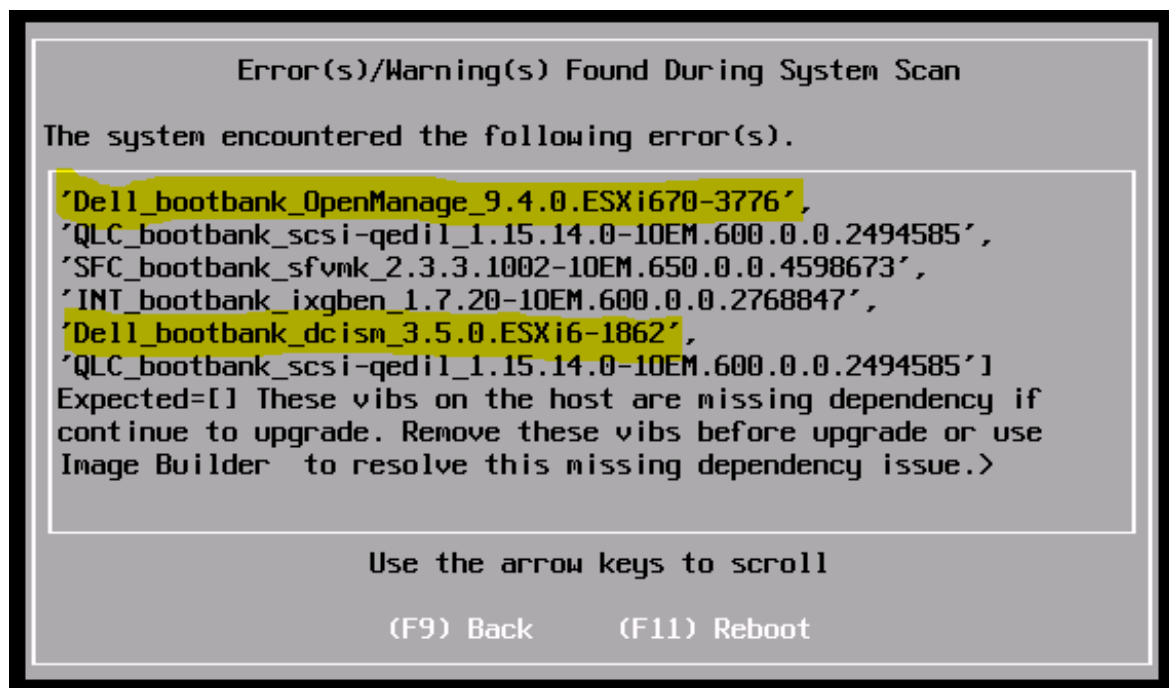 Error(s)/Warning(s) Found During System Scan
The system encountered the following error(s).
'Dell_bootbank_OpenManage_9.4.0.ESXi670-3776',
'QLC_bootbank_scsi-qedil_1.15.14.0-1OEM.600.0.0.2494585',
'SFC_bootbank_sfvmk_2.3.3.1002-1OEM.650.0.0.4598673',
'INT_bootbank_ixgben_1.7.20-1OEM.600.0.0.2768847',
'Dell_bootbank_dcism_3.5.0.ESXi6-1862',
'QLC_bootbank_scsi-qedil_1.15.14.0-1OEM.600.0.0.2494585']
Expected=[] These vibs on the host are missing dependency if
continue to upgrade. Remove these vibs before upgrade or use
Image Builder  to resolve this missing dependency issue.>
Use the arrow keys to scroll
(F9) Back (F11) Reboot